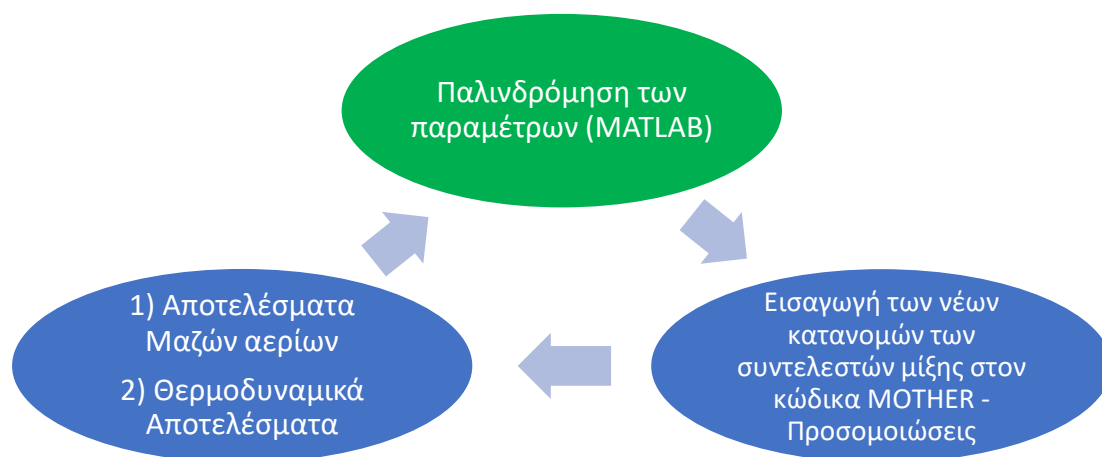 Παλινδρόμηση των
παραμέτρων (MATLAB)
1) Αποτελέσματα
Μαζών αερίων
2) Θερμοδυναμικά
Αποτελέσματα
Εισαγωγή των νέων
κατανομών των
συντελεστών μίξης στον
κώδικα MOTHER -
Προσομοιώσεις